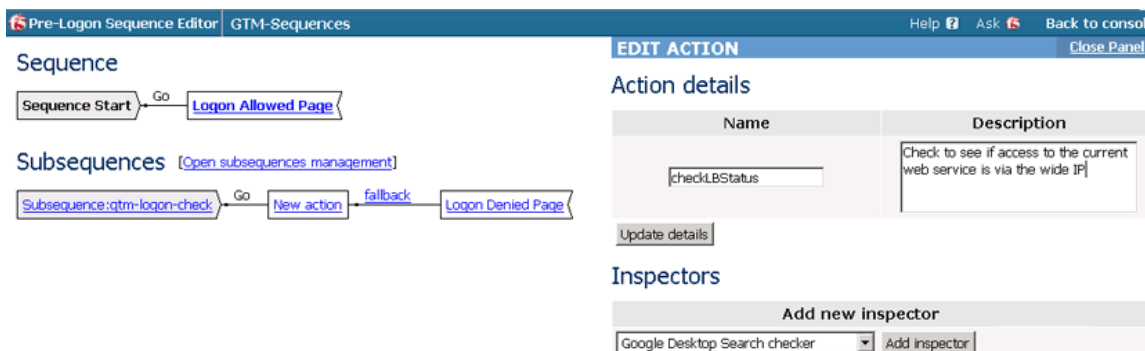 f5 Pre-Logon Sequence Editor GTM-Sequences Help ? Ask f5 Back to consol
EDIT ACTION Close Panel
Sequence
Sequence Start Go Logon Allowed Page
Subsequences [Open subsequences management]
Subsequence:gtm-logon-check Go New action fallback Logon Denied Page
Action details
Name Description
checkLBStatus
Check to see if access to the current
web service is via the wide IP
Update details
Inspectors
Add new inspector
Google Desktop Search checker Add inspector